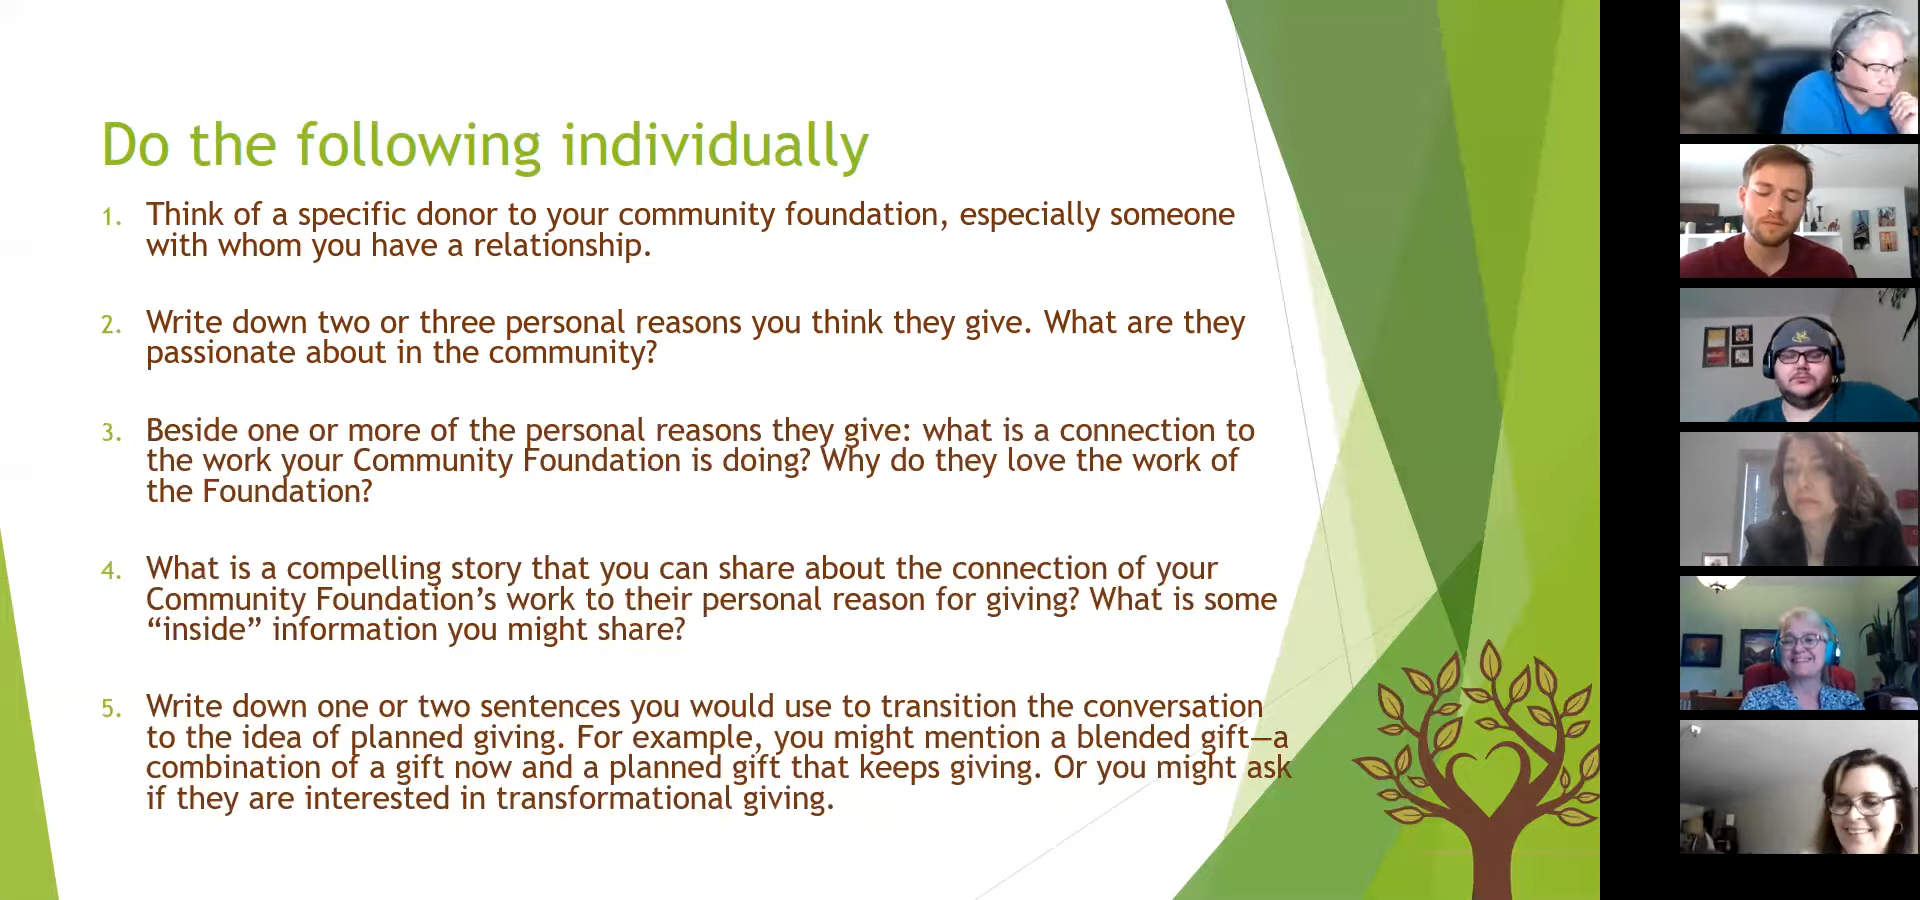 Do the following individually
1. Think of a specific donor to your community foundation, especially someone
with whom you have a relationship.
2. Write down two or three personal reasons you think they give. What are they
passionate about in the community?
3. Beside one or more of the personal reasons they give: what is a connection to
the work your Community Foundation is doing? Why do they love the work of
the Foundation?
4. What is a compelling story that you can share about the connection of your
Community Foundation’s work to their personal reason for giving? What is some
“inside” information you might share?
5. Write down one or two sentences you would use to transition the conversation
to the idea of planned giving. For example, you might mention a blended gift—a
combination of a gift now and a planned gift that keeps giving. Or you might ask
if they are interested in transformational giving.